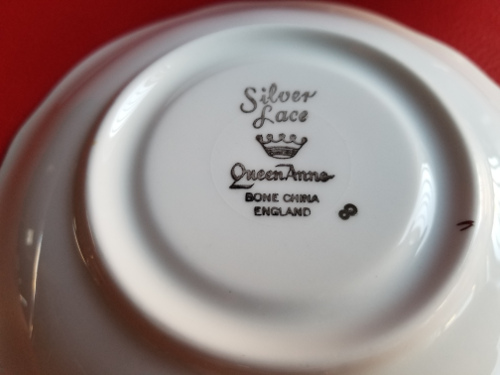 Silver
Lace
Queen Anne
BONE CHINA
ENGLAND 8